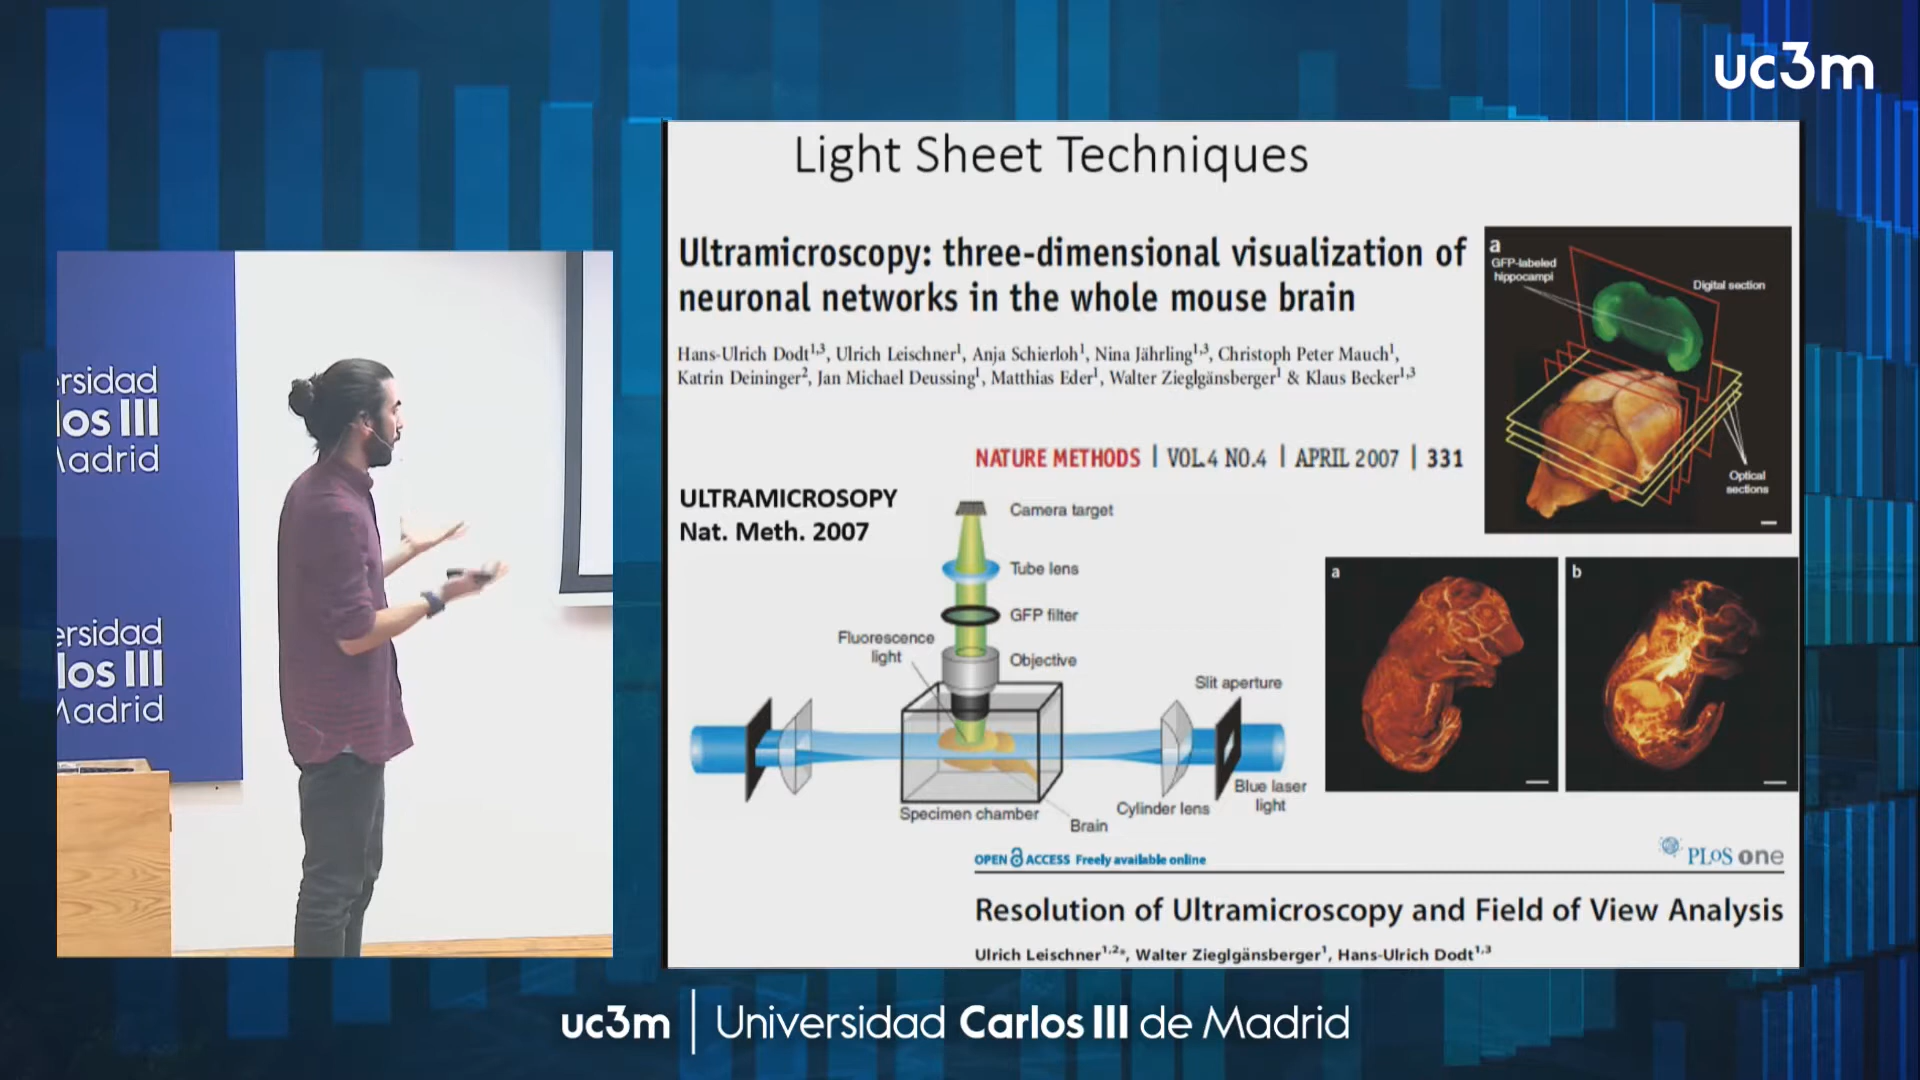 uc3m
Light Sheet Techniques
Ultramicroscopy: three-dimensional visualization of
neuronal networks in the whole mouse brain
Hans-Ulrich Dodt1,3, Ulrich Leischner1, Anja Schierloh1, Nina Jährling1,3, Christoph Peter Mauch1,
Katrin Deininger2, Jan Michael Deussing1, Matthias Eder1, Walter Zieglgänsberger1 & Klaus Becker1,3
NATURE METHODS | VOL.4 NO.4 | APRIL 2007 | 331
a
GFP-labeled
hippocampi
Digital section
Optical
sections
ULTRAMICROSOPY
Nat. Meth. 2007
Camera target
Tube lens
GFP filter
Fluorescence
light
Objective
Slit aperture
Blue laser
light
Cylinder lens
Specimen chamber
Brain
a
b
OPEN ACCESS Freely available online
PLoS one
Resolution of Ultramicroscopy and Field of View Analysis
Ulrich Leischner1,2*, Walter Zieglgänsberger1, Hans-Ulrich Dodt1,3
ersidad
los III
Madrid
ersidad
los III
Madrid
uc3m | Universidad Carlos III de Madrid